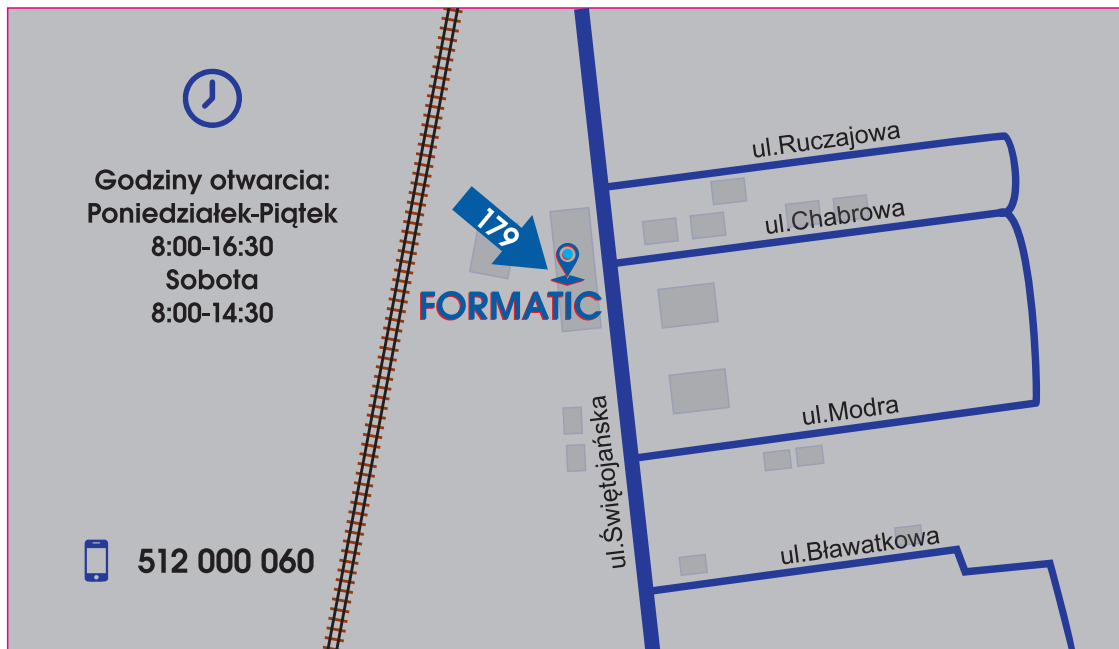 Godziny otwarcia:
Poniedziałek-Piątek
8:00-16:30
Sobota
8:00-14:30
512 000 060
179
FORMATIC
ul.Świętojańska
ul.Ruczajowa
ul.Chabrowa
ul.Modra
ul.Bławatkowa